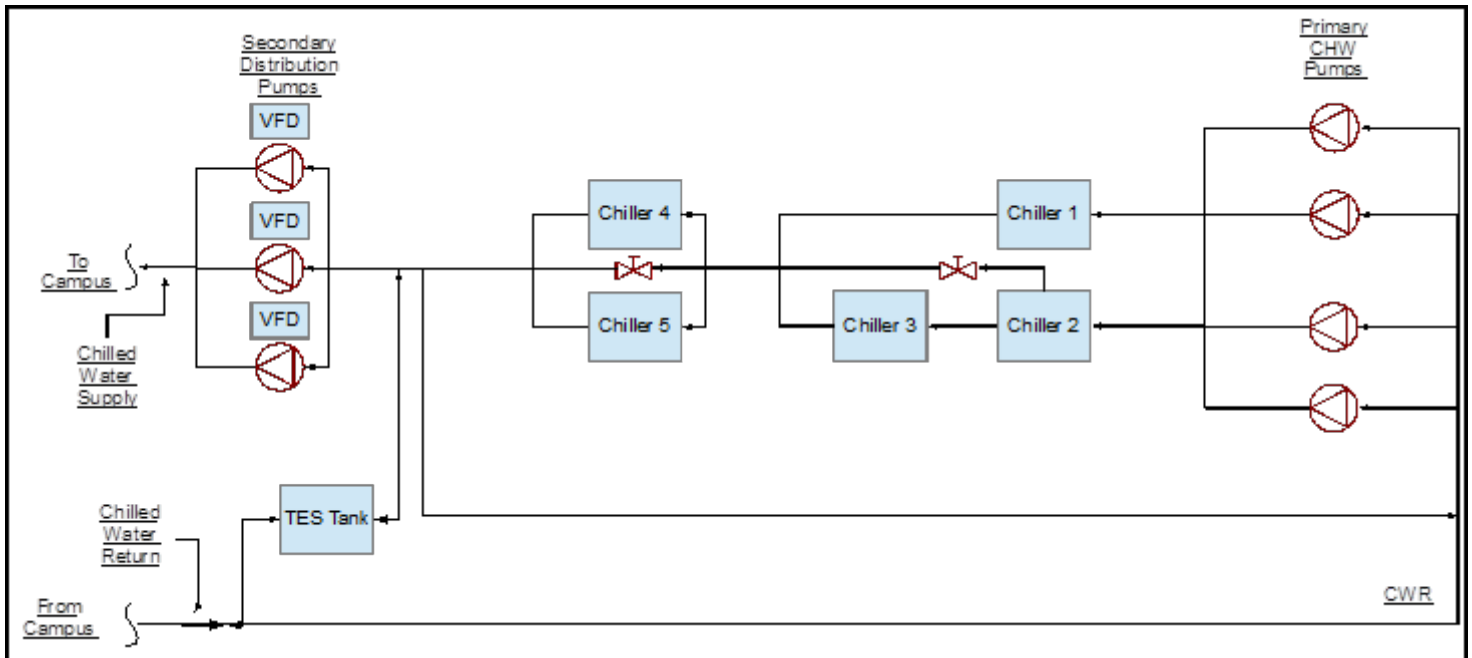 Secondary
Distribution
Pumps
VFD
VFD
VFD
To
Campus
Chilled
Water
Supply
Chiller 4
Chiller 5
Chiller 1
Chiller 3
Chiller 2
Primary
CHW
Pumps
TES Tank
Chilled
Water
Return
From
Campus
CWR